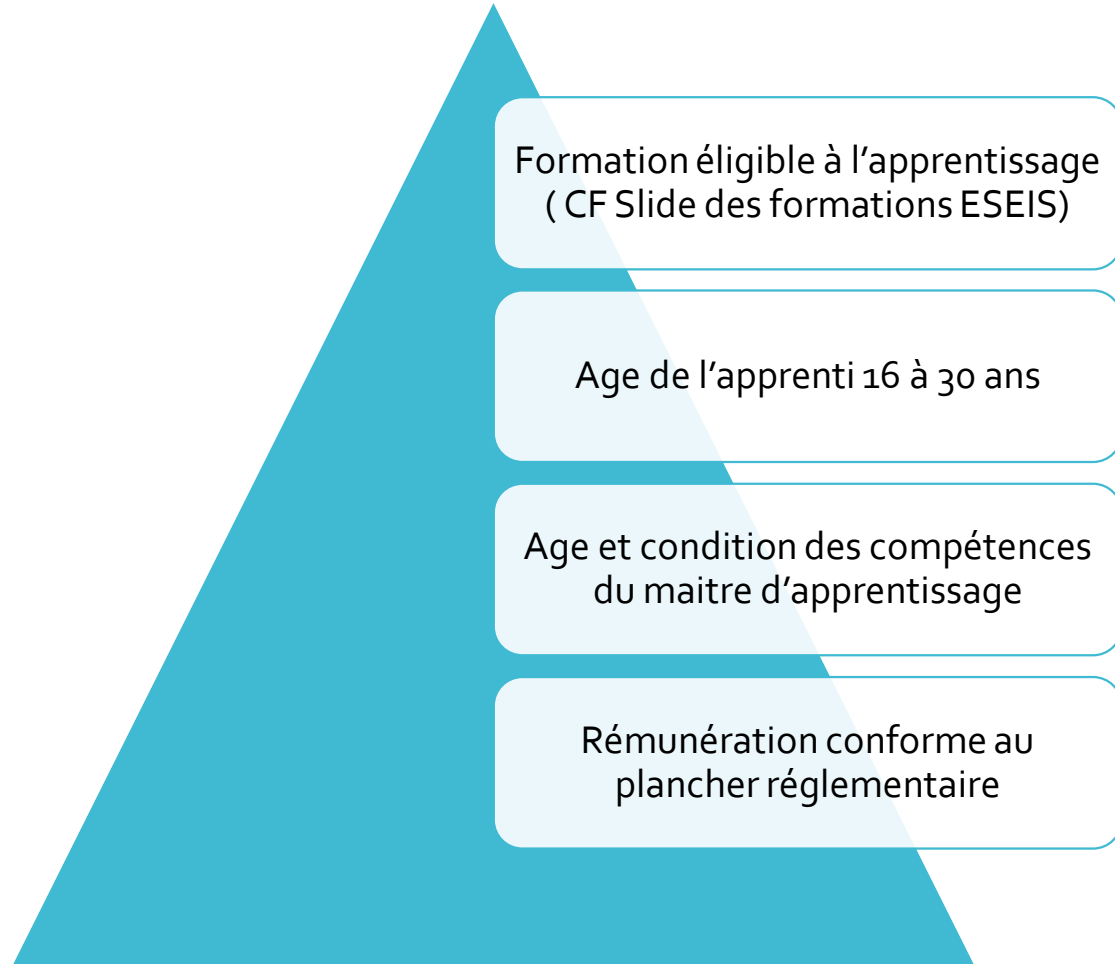 Formation éligible à l'apprentissage
( CF Slide des formations ESEIS)
Age de l'apprenti 16 à 30 ans
Age et condition des compétences
du maitre d'apprentissage
Rémunération conforme au
plancher réglementaire